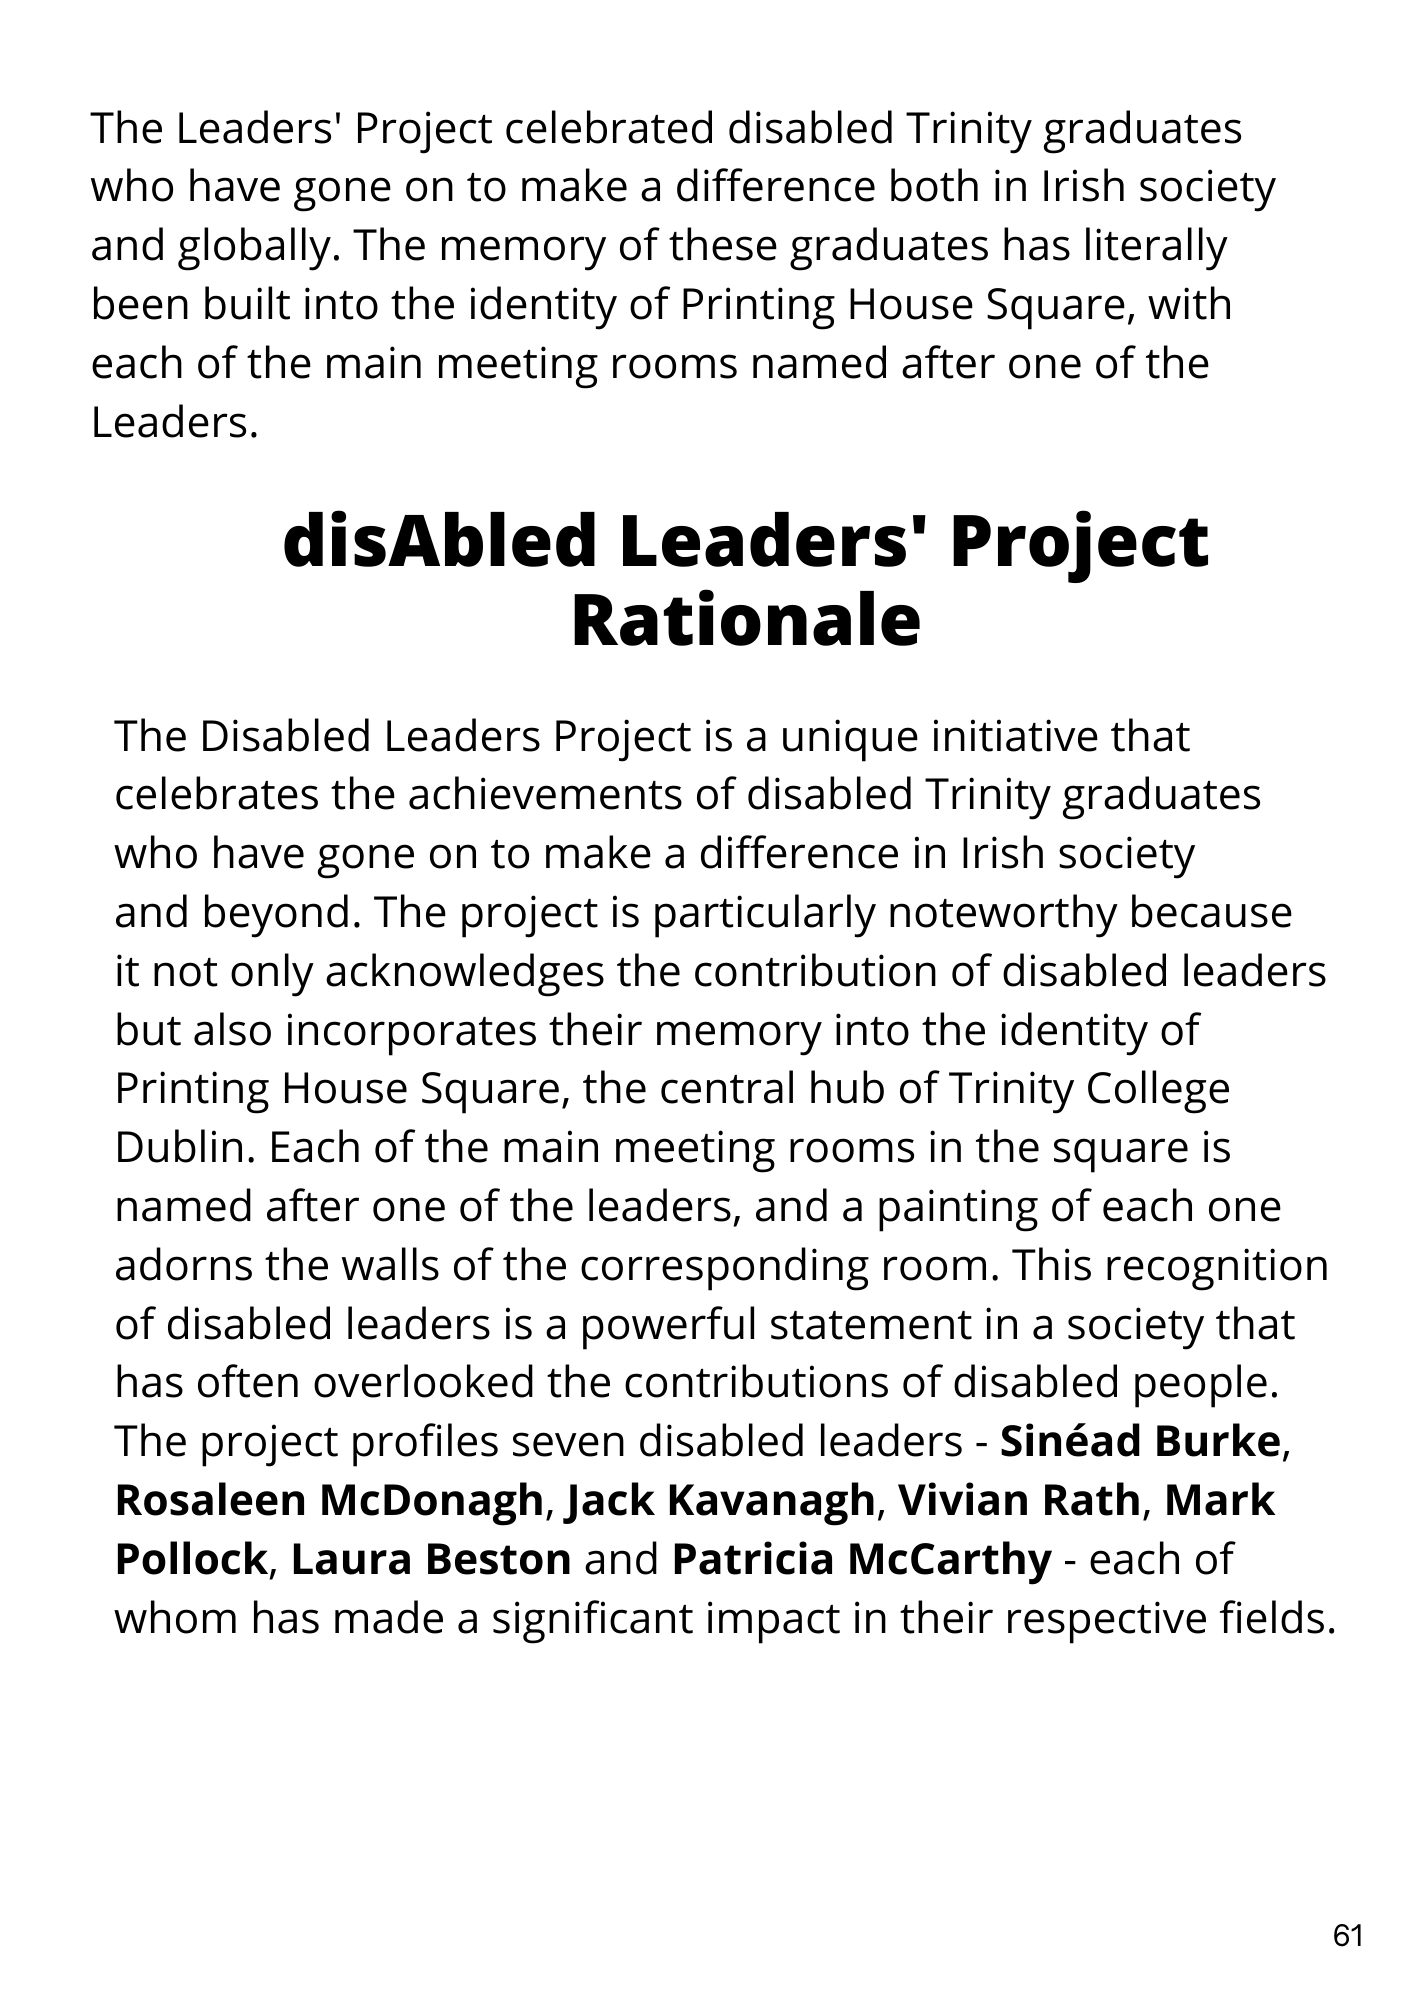 The Leaders' Project celebrated disabled Trinity graduates
who have gone on to make a difference both in Irish society
and globally. The memory of these graduates has literally
been built into the identity of Printing House Square, with
each of the main meeting rooms named after one of the
Leaders.
disAbled Leaders' Project
Rationale
The Disabled Leaders Project is a unique initiative that
celebrates the achievements of disabled Trinity graduates
who have gone on to make a difference in Irish society
and beyond. The project is particularly noteworthy because
it not only acknowledges the contribution of disabled leaders
but also incorporates their memory into the identity of
Printing House Square, the central hub of Trinity College
Dublin. Each of the main meeting rooms in the square is
named after one of the leaders, and a painting of each one
adorns the walls of the corresponding room. This recognition
of disabled leaders is a powerful statement in a society that
has often overlooked the contributions of disabled people.
The project profiles seven disabled leaders - Sinéad Burke,
Rosaleen McDonagh, Jack Kavanagh, Vivian Rath, Mark
Pollock, Laura Beston and Patricia McCarthy - each of
whom has made a significant impact in their respective fields.
61